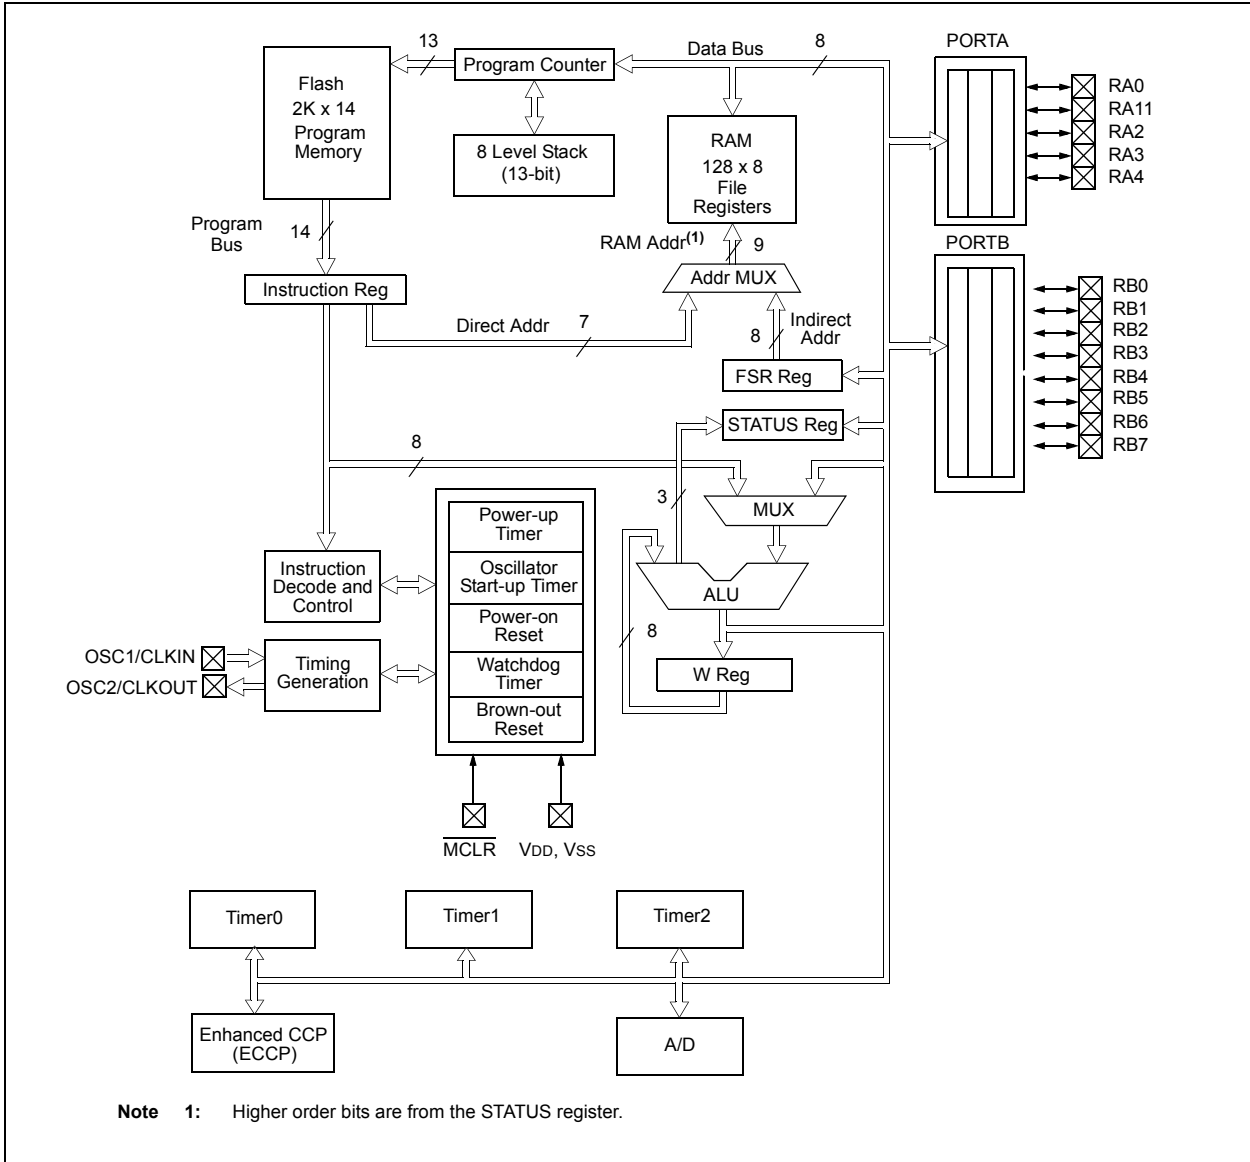 Flash
2K x 14
Program
Memory
13
Program Counter
8 Level Stack
(13-bit)
Data Bus
8
RAM
128 x 8
File
Registers
PORTA
RA0
RA11
RA2
RA3
RA4
Program
Bus
14
RAM Addr(1)
9
Addr MUX
Instruction Reg
Direct Addr
7
8
Indirect
Addr
FSR Reg
STATUS Reg
PORTB
RB0
RB1
RB2
RB3
RB4
RB5
RB6
RB7
8
3
MUX
ALU
8
W Reg
Power-up
Timer
Oscillator
Start-up Timer
Power-on
Reset
Watchdog
Timer
Brown-out
Reset
Instruction
Decode and
Control
OSC1/CLKIN
OSC2/CLKOUT
Timing
Generation
MCLR
VDD, VSS
Timer0
Timer1
Timer2
Enhanced CCP
(ECCP)
A/D
Note 1: Higher order bits are from the STATUS register.